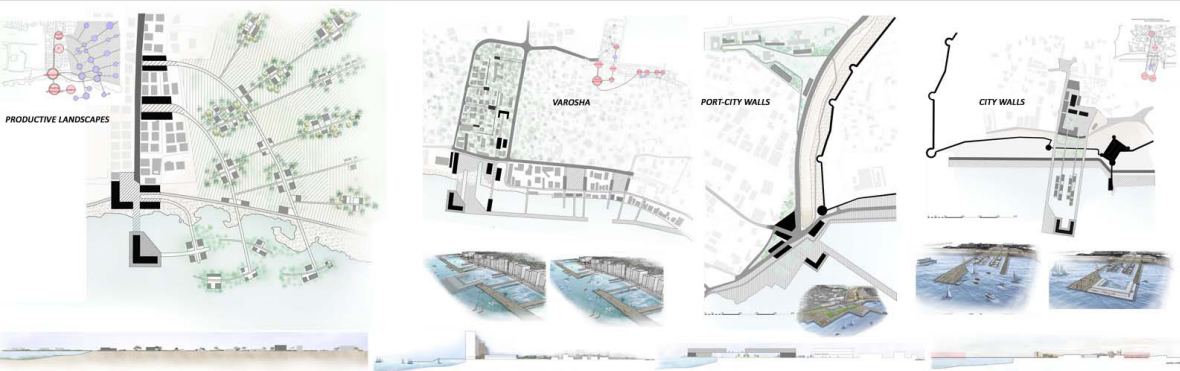 PRODUCTIVE LANDSCAPES
VAROSHA
PORT-CITY WALLS
CITY WALLS